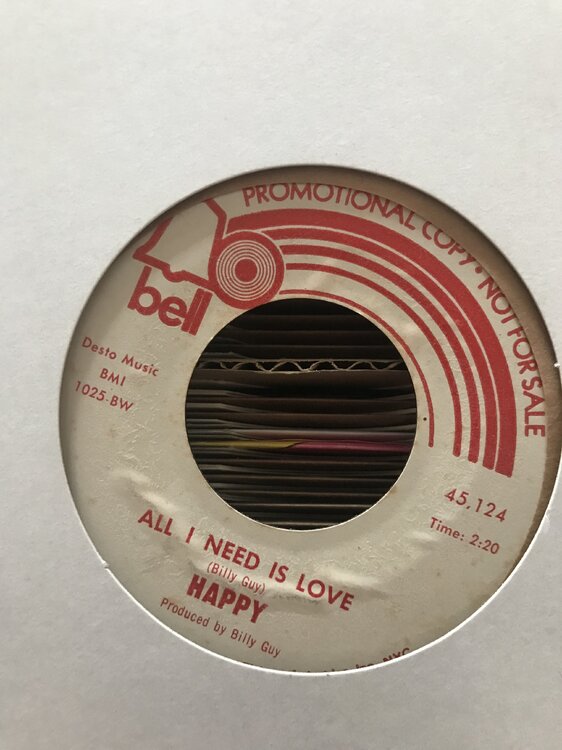 PROMOTIONAL COPY • NOT FOR SALE
bell
Desto Music
BMI
1025-BW
45,124
Time: 2:20
ALL I NEED IS LOVE
(Billy Guy)
HAPPY
Produced by Billy Guy
NYC